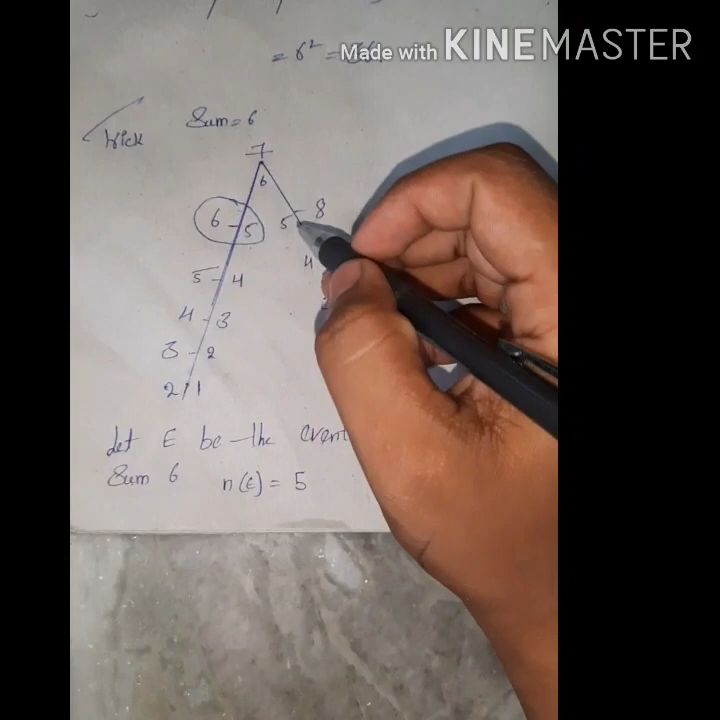 = 6² =
Made with KINEMASTER
Trick Sum = 6
7
6
6 5 5 8
5 4 4
4 3
3 2
2 1
Let E be the event
Sum 6 n(E) = 5